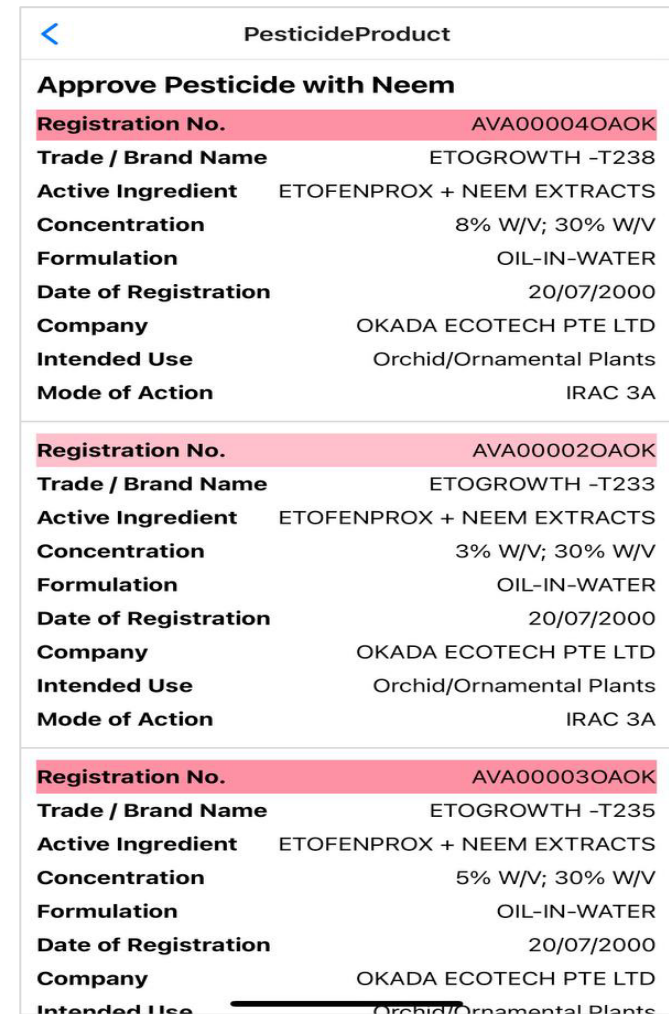 PesticideProduct
Approve Pesticide with Neem
Registration No. AVA00004OAOK
Trade / Brand Name ETOGROWTH -T238
Active Ingredient ETOFENPROX + NEEM EXTRACTS
Concentration 8% W/V; 30% W/V
Formulation OIL-IN-WATER
Date of Registration 20/07/2000
Company OKADA ECOTECH PTE LTD
Intended Use Orchid/Ornamental Plants
Mode of Action IRAC 3A
Registration No. AVA00002OAOK
Trade / Brand Name ETOGROWTH -T233
Active Ingredient ETOFENPROX + NEEM EXTRACTS
Concentration 3% W/V; 30% W/V
Formulation OIL-IN-WATER
Date of Registration 20/07/2000
Company OKADA ECOTECH PTE LTD
Intended Use Orchid/Ornamental Plants
Mode of Action IRAC 3A
Registration No. AVA00003OAOK
Trade / Brand Name ETOGROWTH -T235
Active Ingredient ETOFENPROX + NEEM EXTRACTS
Concentration 5% W/V; 30% W/V
Formulation OIL-IN-WATER
Date of Registration 20/07/2000
Company OKADA ECOTECH PTE LTD
Intended Use Orchid/Ornamental Plants